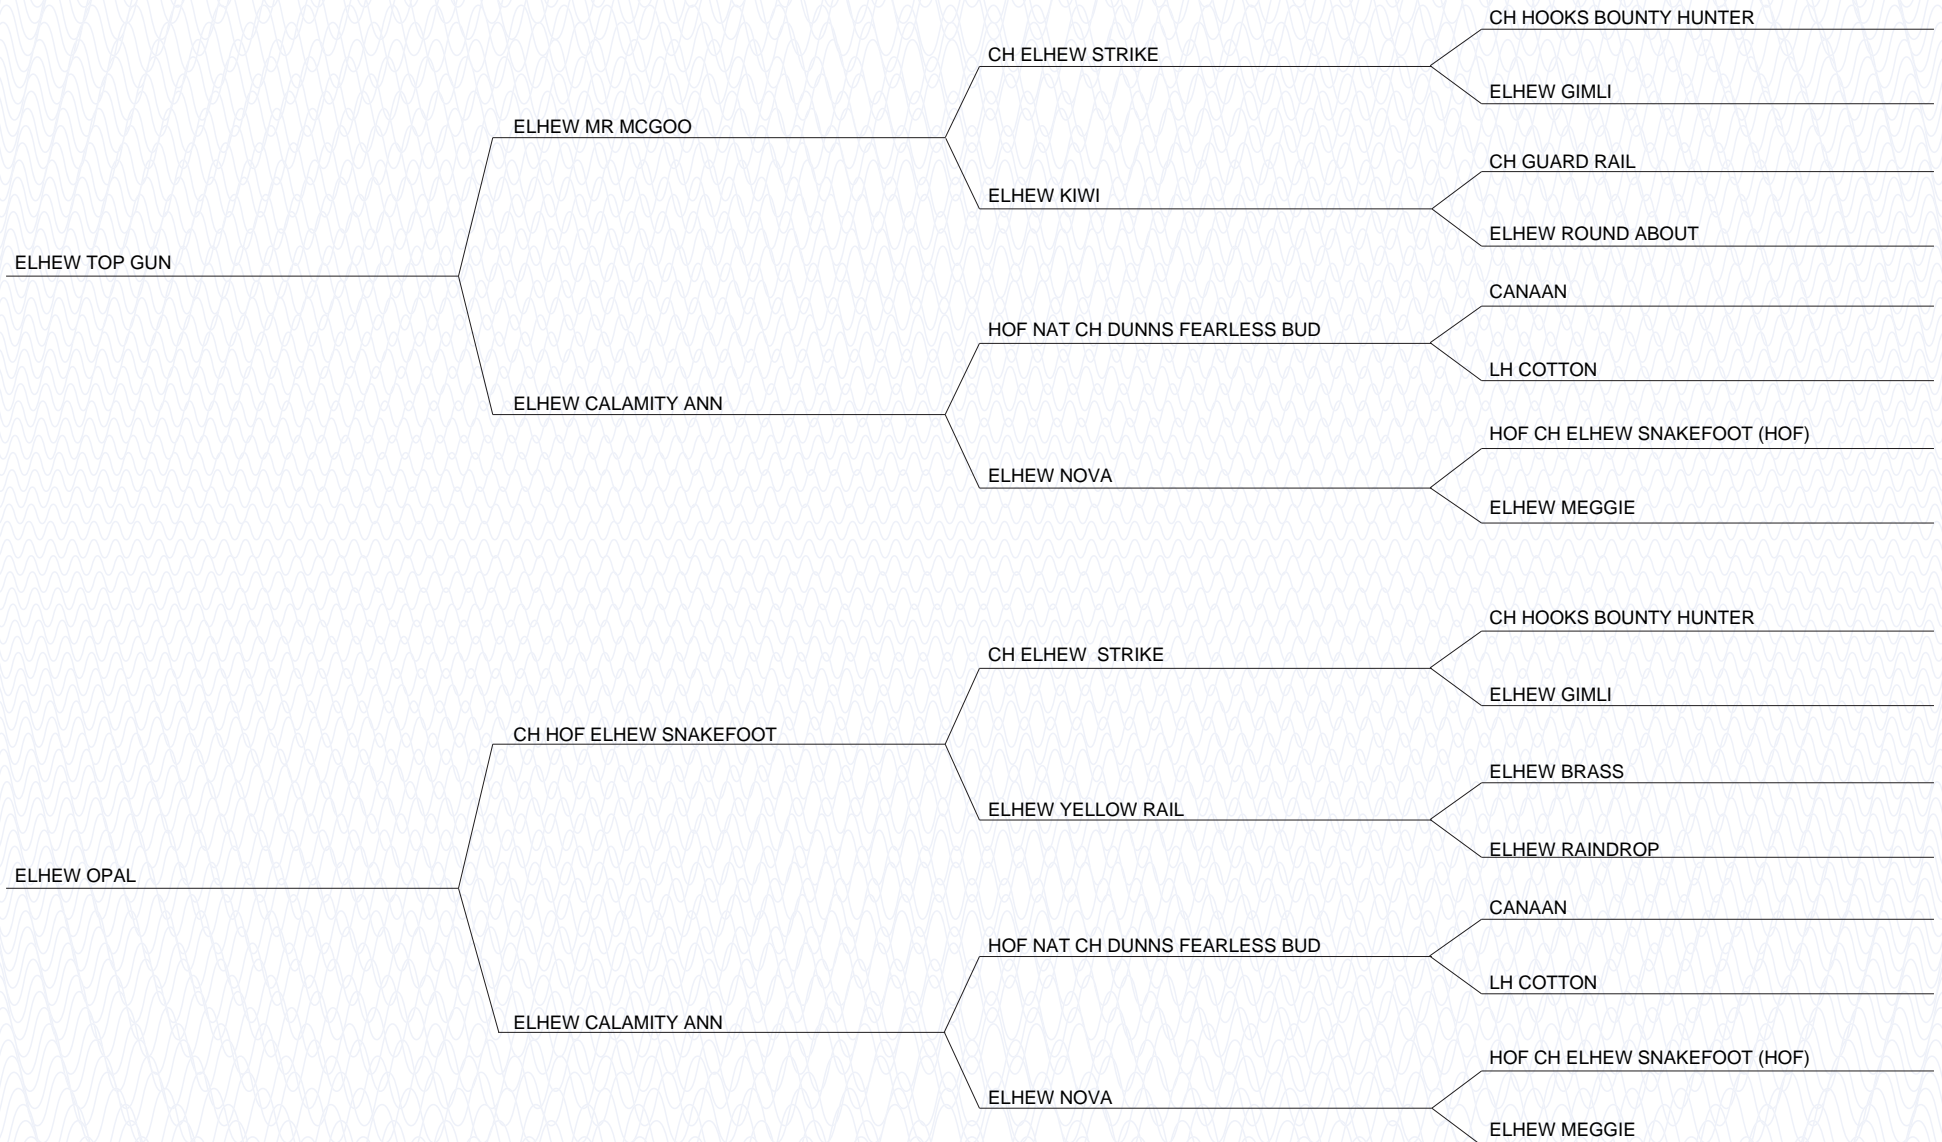 CH HOOKS BOUNTY HUNTER
CH ELHEW STRIKE
ELHEW GIMLI
ELHEW MR MCGOO
CH GUARD RAIL
ELHEW KIWI
ELHEW ROUND ABOUT
ELHEW TOP GUN
CANAAN
HOF NAT CH DUNNS FEARLESS BUD
LH COTTON
ELHEW CALAMITY ANN
HOF CH ELHEW SNAKEFOOT (HOF)
ELHEW NOVA
ELHEW MEGGIE
CH HOOKS BOUNTY HUNTER
CH ELHEW  STRIKE
ELHEW GIMLI
CH HOF ELHEW SNAKEFOOT
ELHEW BRASS
ELHEW YELLOW RAIL
ELHEW RAINDROP
ELHEW OPAL
CANAAN
HOF NAT CH DUNNS FEARLESS BUD
LH COTTON
ELHEW CALAMITY ANN
HOF CH ELHEW SNAKEFOOT (HOF)
ELHEW NOVA
ELHEW MEGGIE